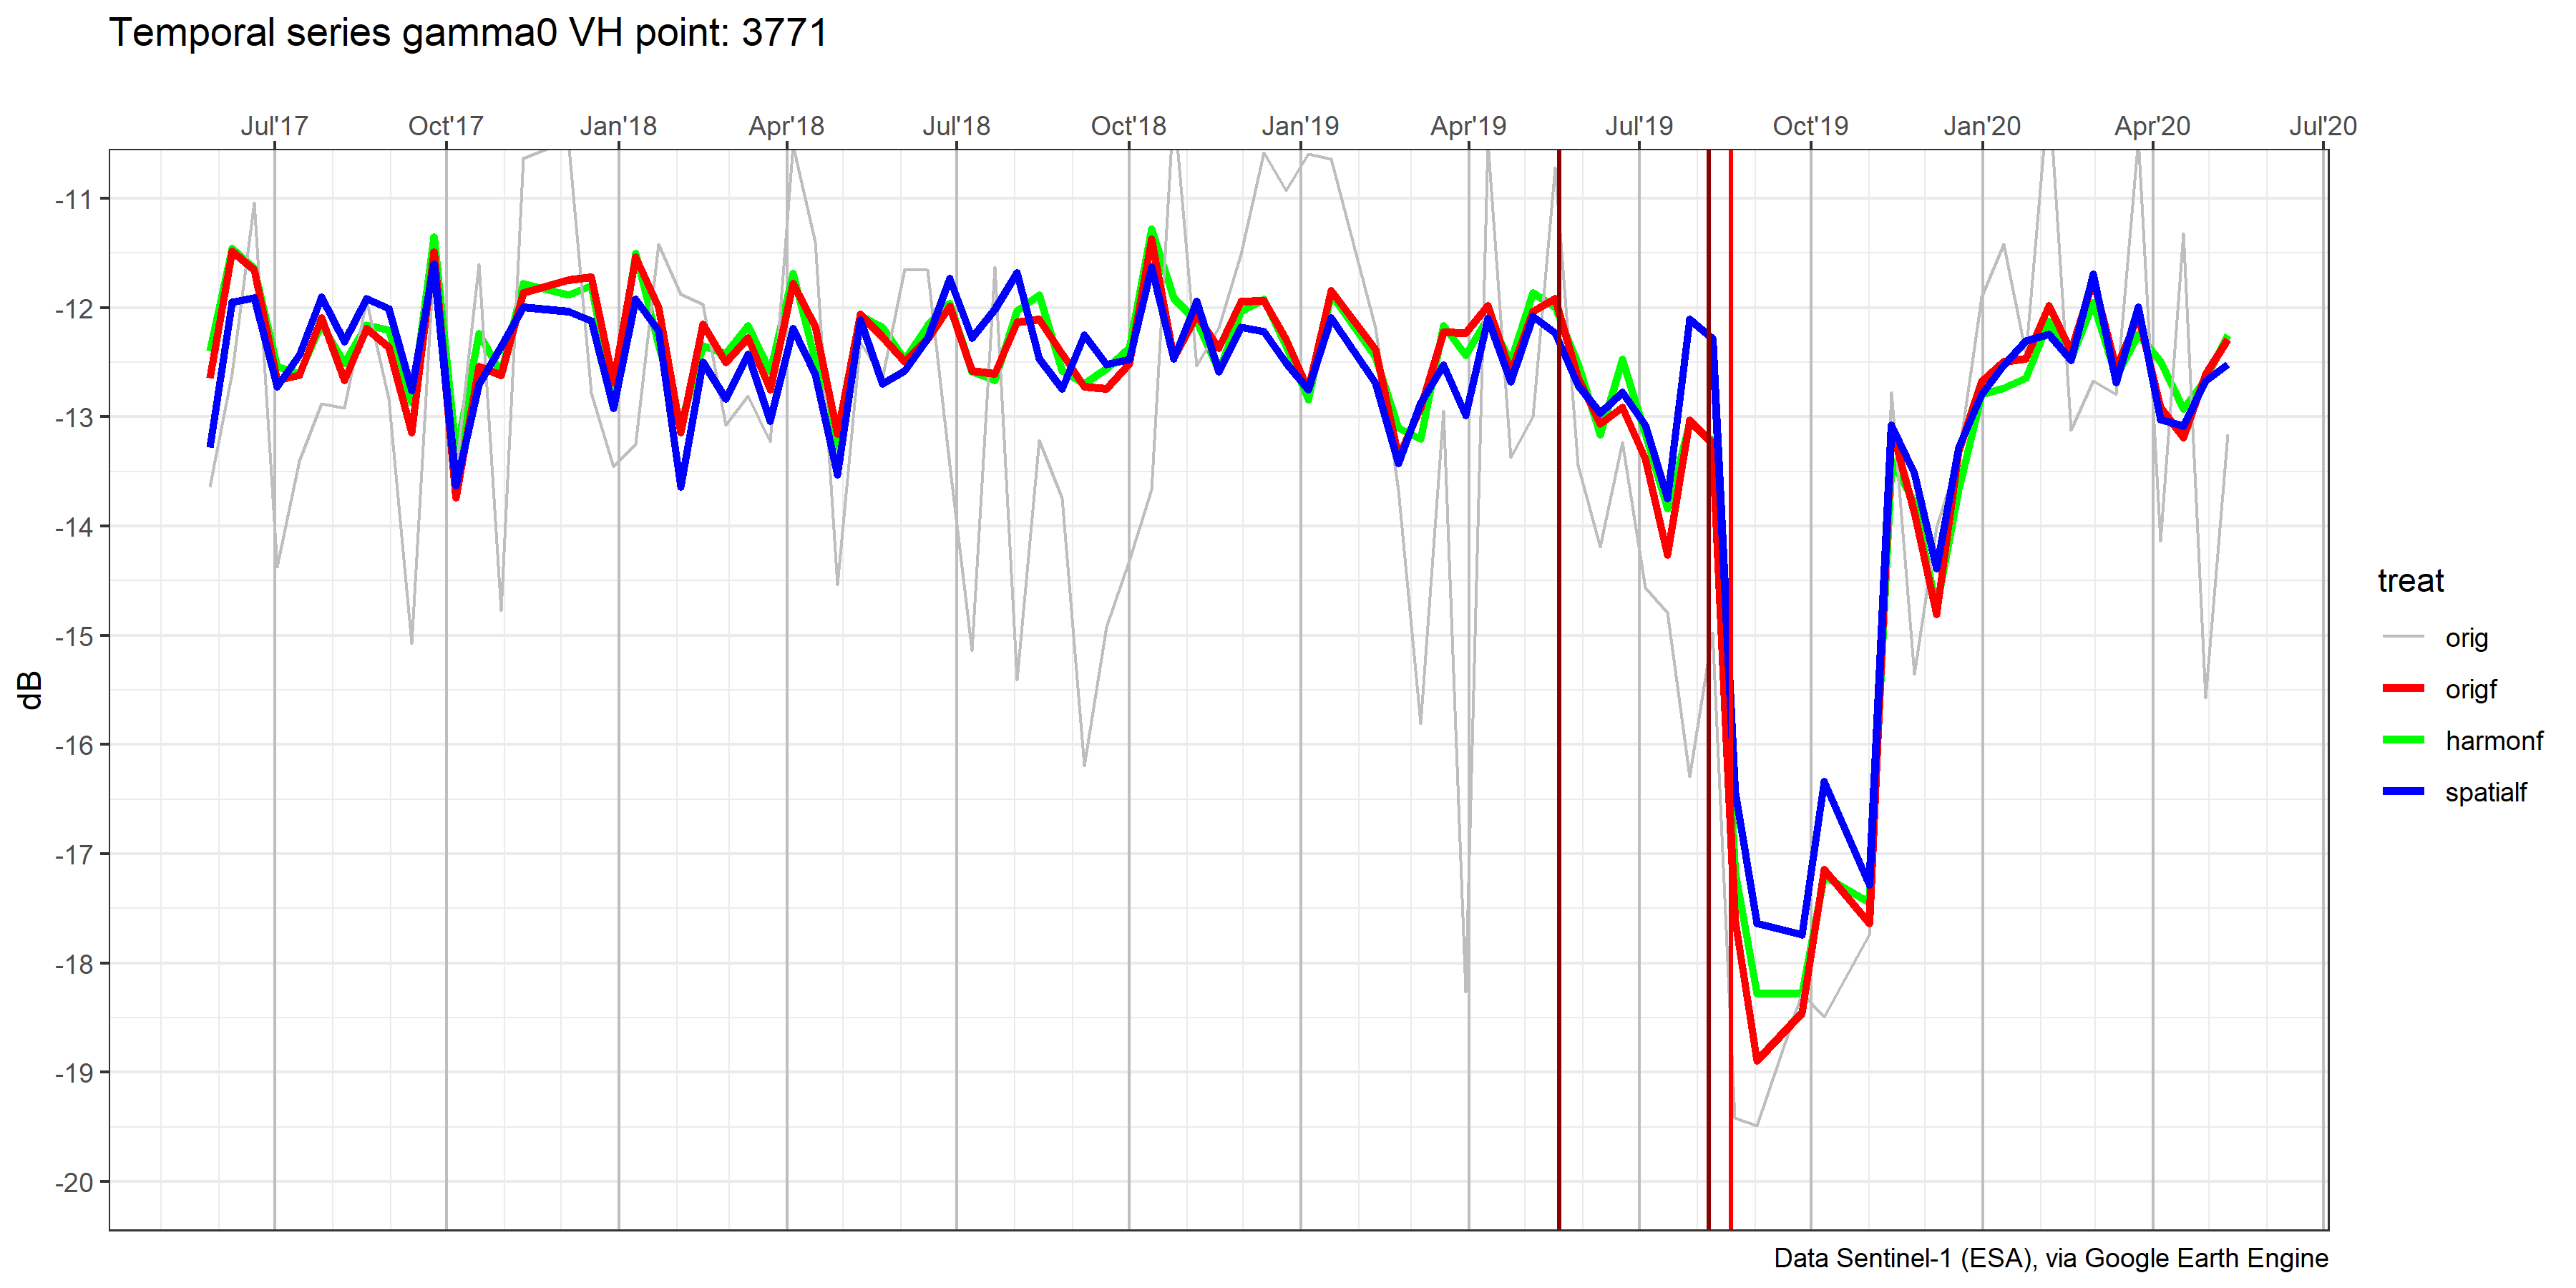 Temporal series gamma0 VH point: 3771
Jul'17 Oct'17 Jan'18 Apr'18 Jul'18 Oct'18 Jan'19 Apr'19 Jul'19 Oct'19 Jan'20 Apr'20 Jul'20
-11
-12
-13
-14
-15
-16
-17
-18
-19
-20
dB
treat
orig
origf
harmonf
spatialf
Data Sentinel-1 (ESA), via Google Earth Engine